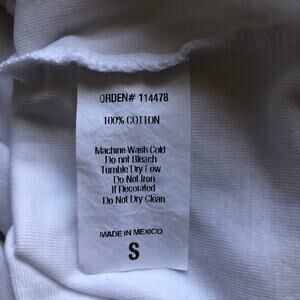 ORDEN# 114478
100% COTTON
Machine Wash Cold
Do not Bleach
Tumble Dry Low
Do Not Iron
If Decorated
Do Not Dry Clean
MADE IN MEXICO
S